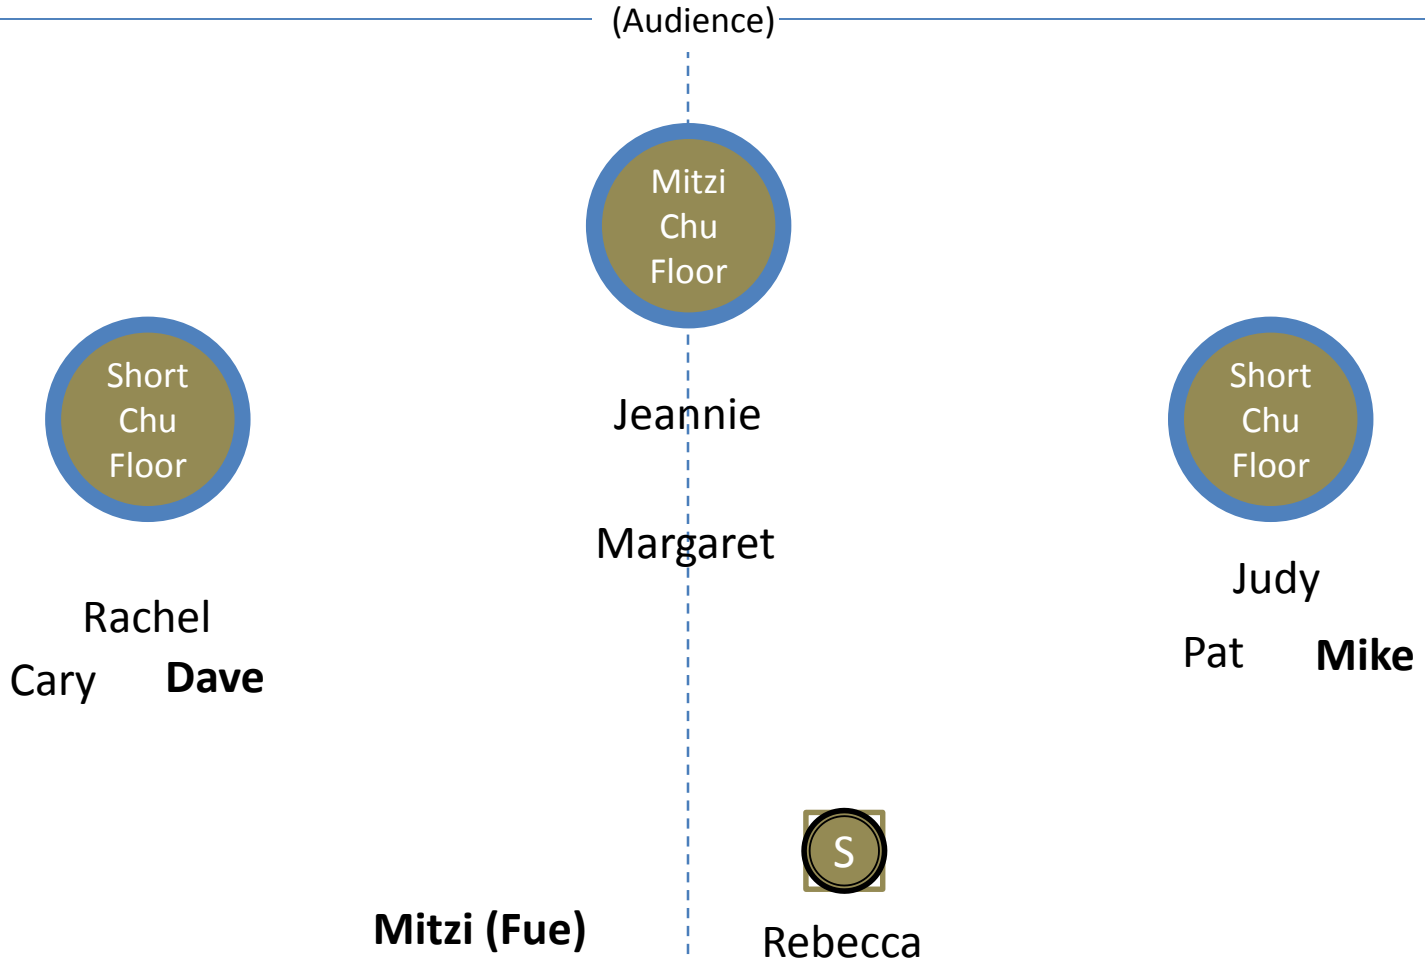 (Audience)
Mitzi
Chu
Floor
Short
Chu
Floor
Short
Chu
Floor
Jeannie
Margaret
Judy
Rachel
Pat
Mike
Cary
Dave
S
Mitzi (Fue)
Rebecca